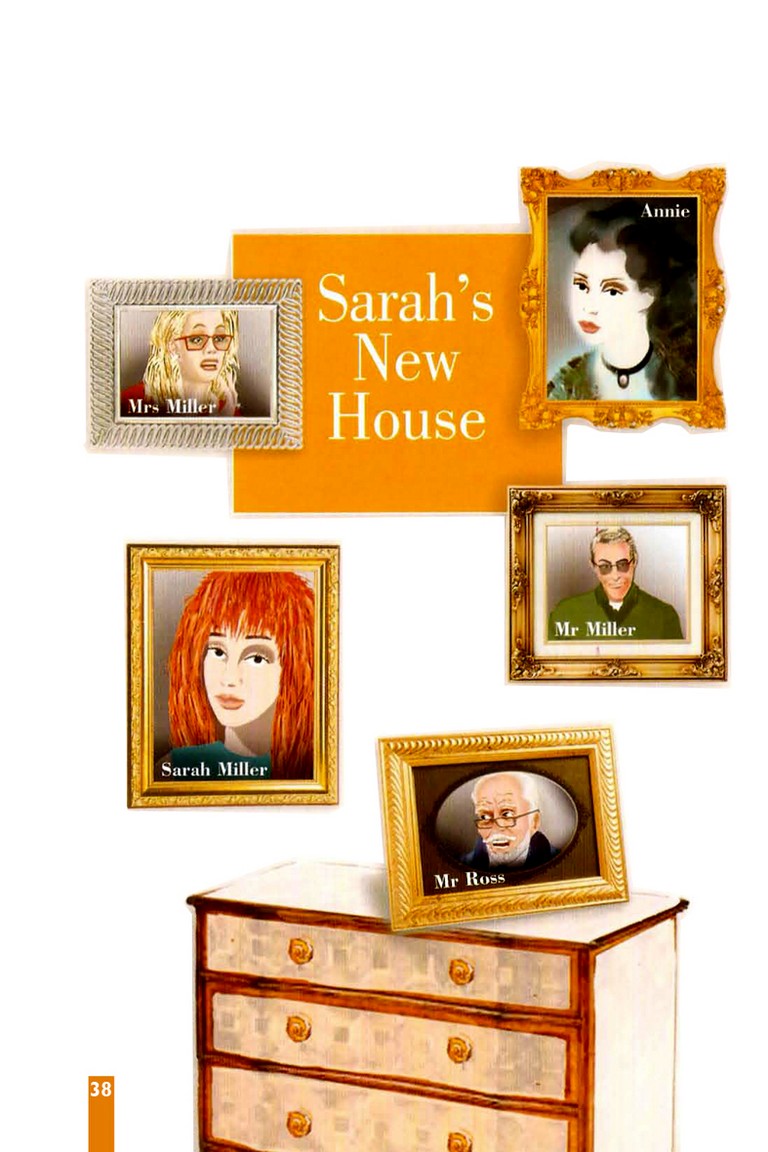 Annie
Sarah's
New
House
Mrs Miller
Mr Miller
Sarah Miller
Mr Ross
38